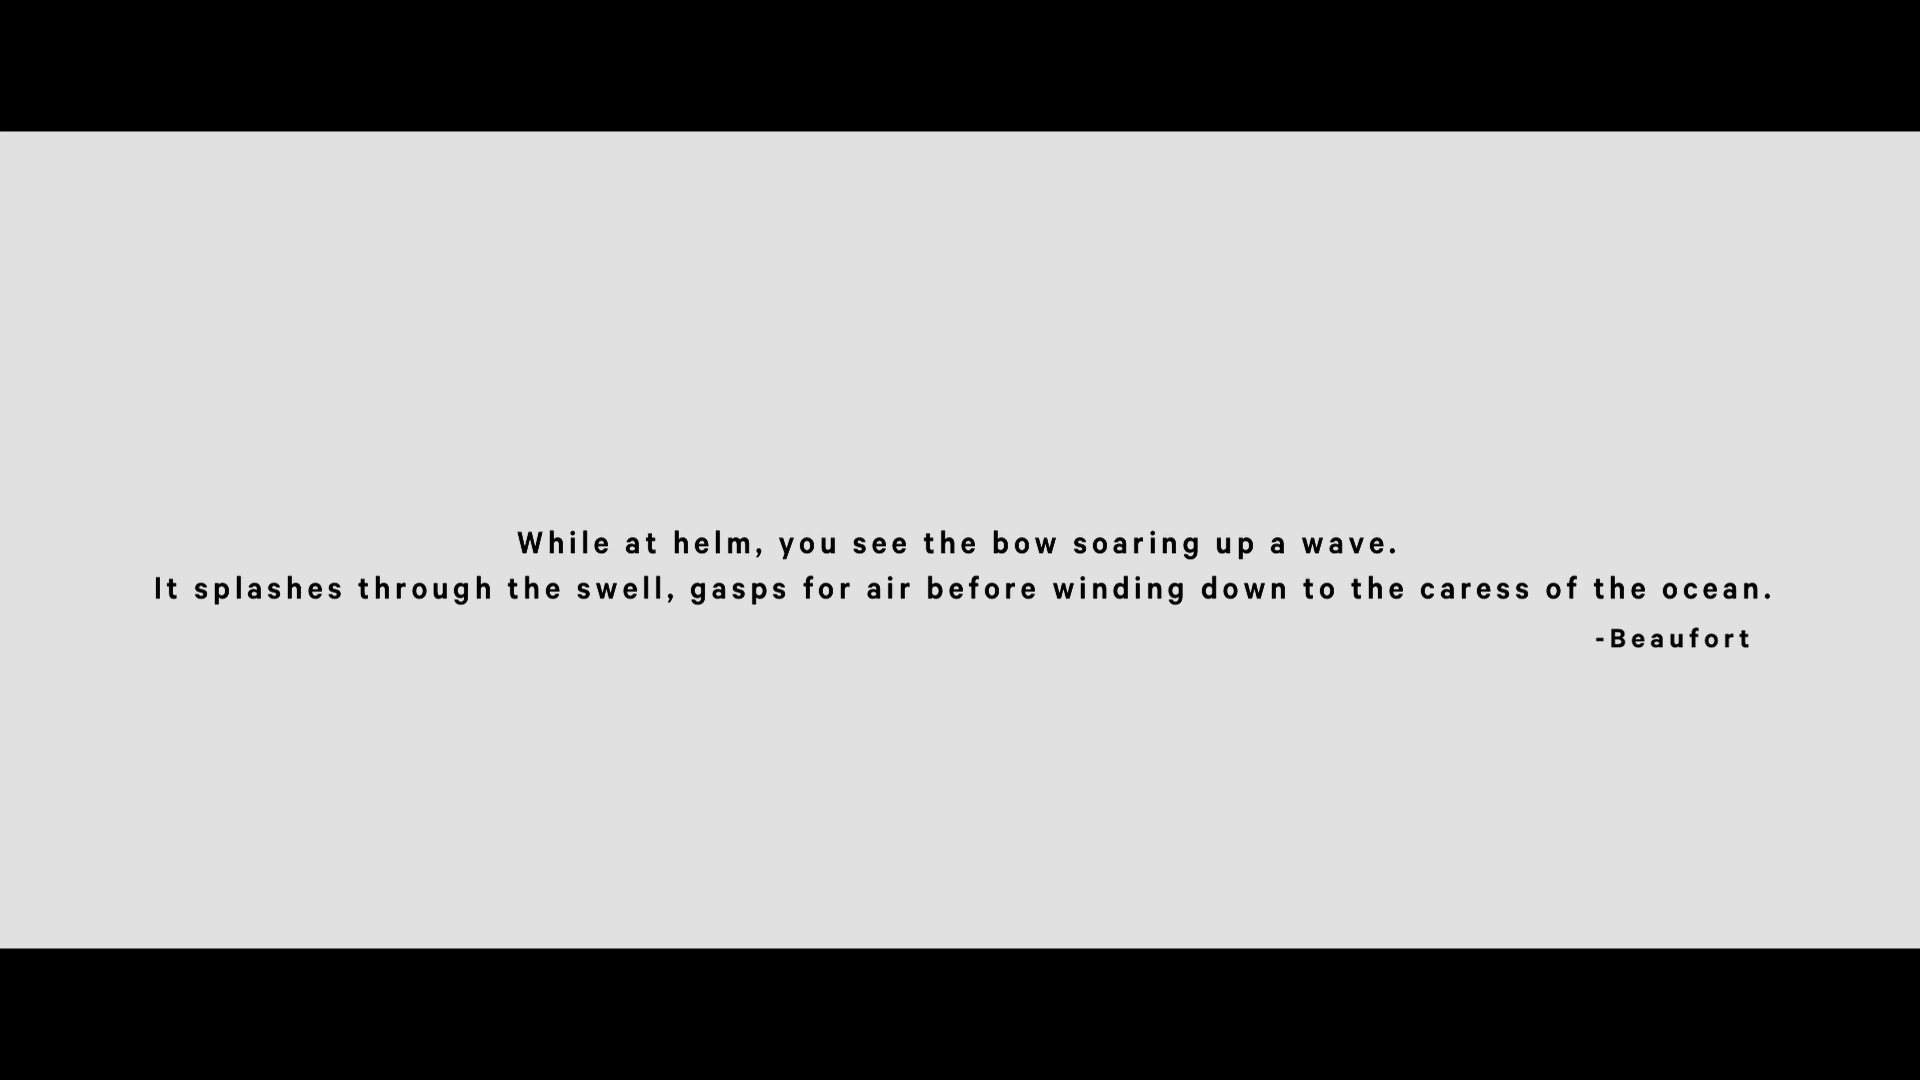 While at helm, you see the bow soaring up a wave.
It splashes through the swell, gasps for air before winding down to the caress of the ocean.
-Beaufort